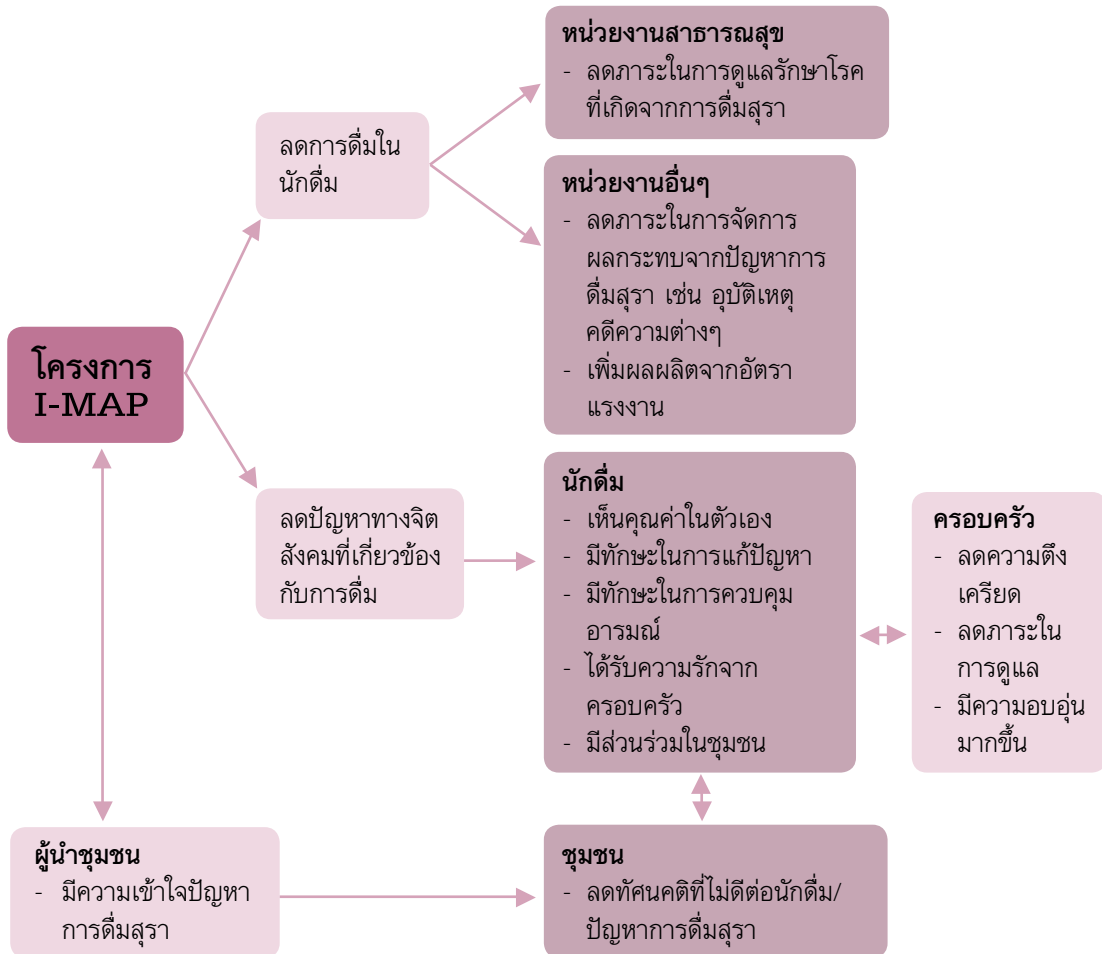 หน่วยงานสาธารณสุข
- ลดภาระในการดูแลรักษาโรค
ที่เกิดจากการดื่มสุรา
ลดการดื่มใน
นักดื่ม
หน่วยงานอื่นๆ
- ลดภาระในการจัดการ
ผลกระทบจากปัญหาการ
ดื่มสุรา เช่น อุบัติเหตุ
คดีความต่างๆ
- เพิ่มผลผลิตจากอัตรา
แรงงาน
โครงการ
I-MAP
ลดปัญหาทางจิต
สังคมที่เกี่ยวข้อง
กับการดื่ม
นักดื่ม
- เห็นคุณค่าในตัวเอง
- มีทักษะในการแก้ปัญหา
- มีทักษะในการควบคุม
อารมณ์
- ได้รับความรักจาก
ครอบครัว
- มีส่วนร่วมในชุมชน
ครอบครัว
- ลดความตึง
เครียด
- ลดภาระใน
การดูแล
- มีความอบอุ่น
มากขึ้น
ผู้นำชุมชน
- มีความเข้าใจปัญหา
การดื่มสุรา
ชุมชน
- ลดทัศนคติที่ไม่ดีต่อนักดื่ม/
ปัญหาการดื่มสุรา